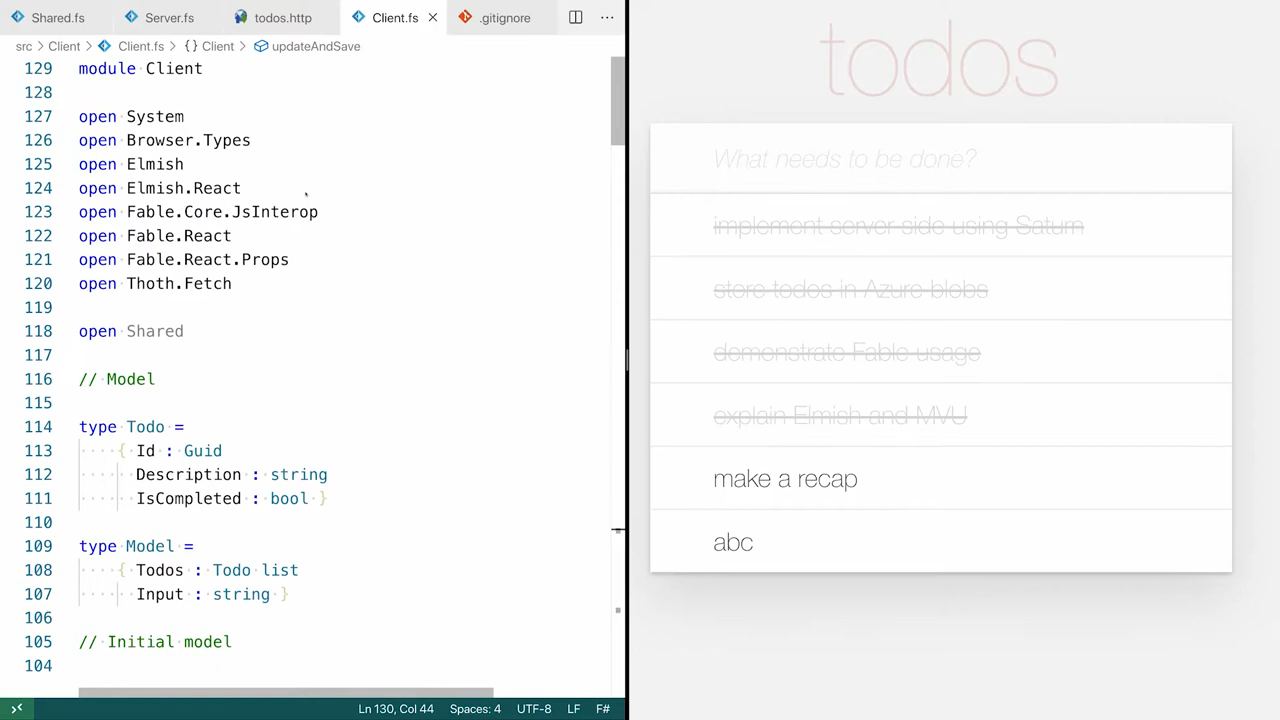 Shared.fs
Server.fs
todos.http
Client.fs
.gitignore
src > Client > Client.fs > {} Client > updateAndSave
129 module Client
128
127 open System
126 open Browser.Types
125 open Elmish
124 open Elmish.React
123 open Fable.Core.JsInterop
122 open Fable.React
121 open Fable.React.Props
120 open Thoth.Fetch
119
118 open Shared
117
116 // Model
115
114 type Todo =
113 { Id : Guid
112 Description : string
111 IsCompleted : bool }
110
109 type Model =
108 { Todos : Todo list
107 Input : string }
106
105 // Initial model
104
Ln 130, Col 44
Spaces: 4
UTF-8
LF
F#
todos
What needs to be done?
implement server side using Saturn
store todos in Azure blobs
demonstrate Fable usage
explain Elmish and MVU
make a recap
abc